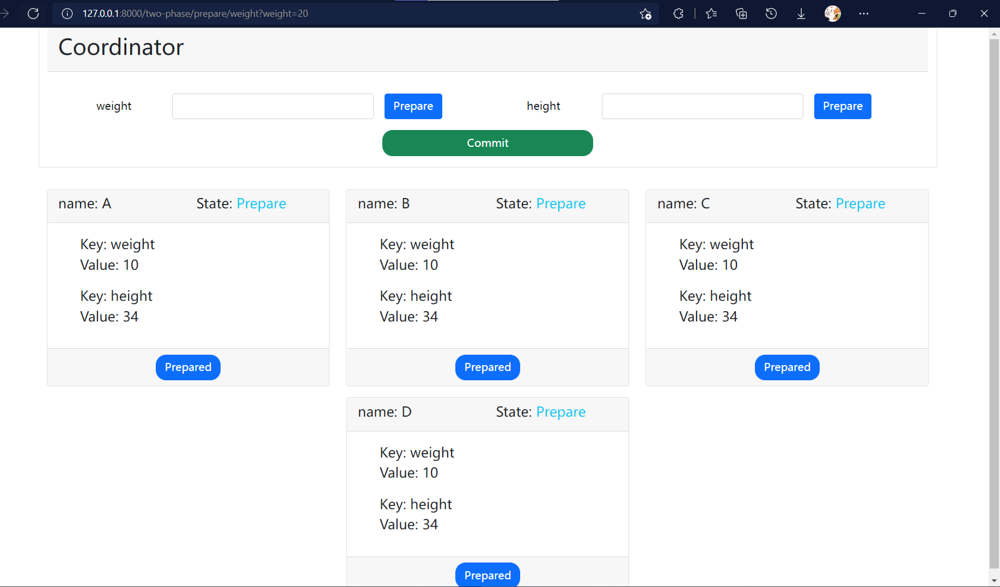 127.0.0.1:8000/two-phase/prepare/weight?weight=20
Coordinator
weight Prepare height Prepare
Commit
name: A State: Prepare
Key: weight
Value: 10
Key: height
Value: 34
Prepared
name: B State: Prepare
Key: weight
Value: 10
Key: height
Value: 34
Prepared
name: C State: Prepare
Key: weight
Value: 10
Key: height
Value: 34
Prepared
name: D State: Prepare
Key: weight
Value: 10
Key: height
Value: 34
Prepared